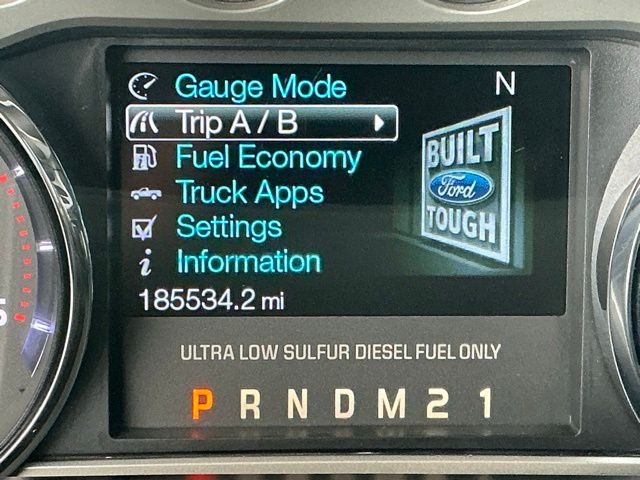 Gauge Mode
N
Trip A / B
Fuel Economy
Truck Apps
Settings
Information
BUILT
Ford
TOUGH
185534.2 mi
ULTRA LOW SULFUR DIESEL FUEL ONLY
P R N D M 2 1
5